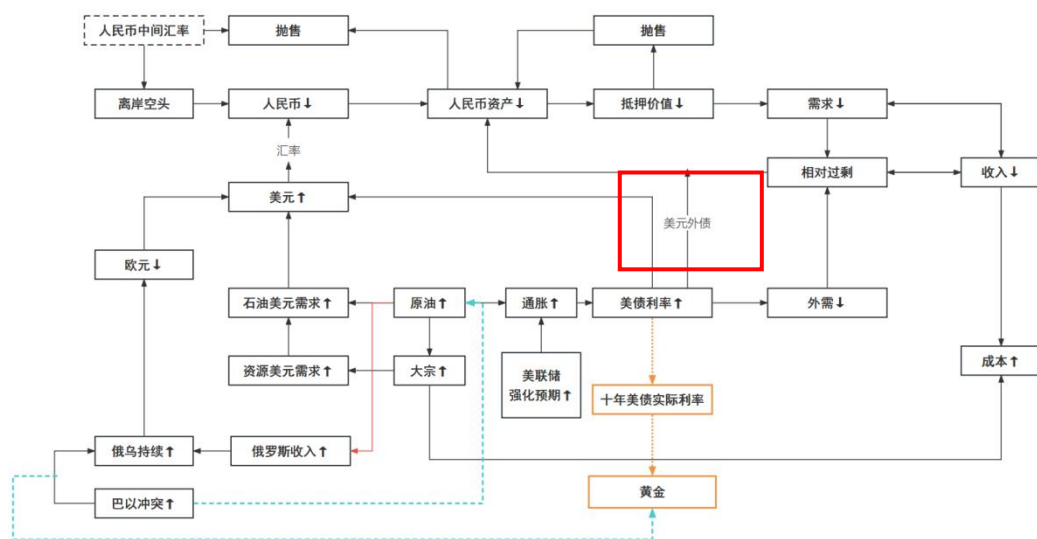 人民币中间汇率
抛售
抛售
离岸空头
人民币↓
人民币资产↓
抵押价值↓
需求↓
汇率
相对过剩
收入↓
美元↑
美元外债
欧元↓
石油美元需求↑
原油↑
通胀↑
美债利率↑
外需↓
资源美元需求↑
大宗↑
美联储
强化预期↑
成本↑
十年美债实际利率
俄乌持续↑
俄罗斯收入↑
黄金
巴以冲突↑